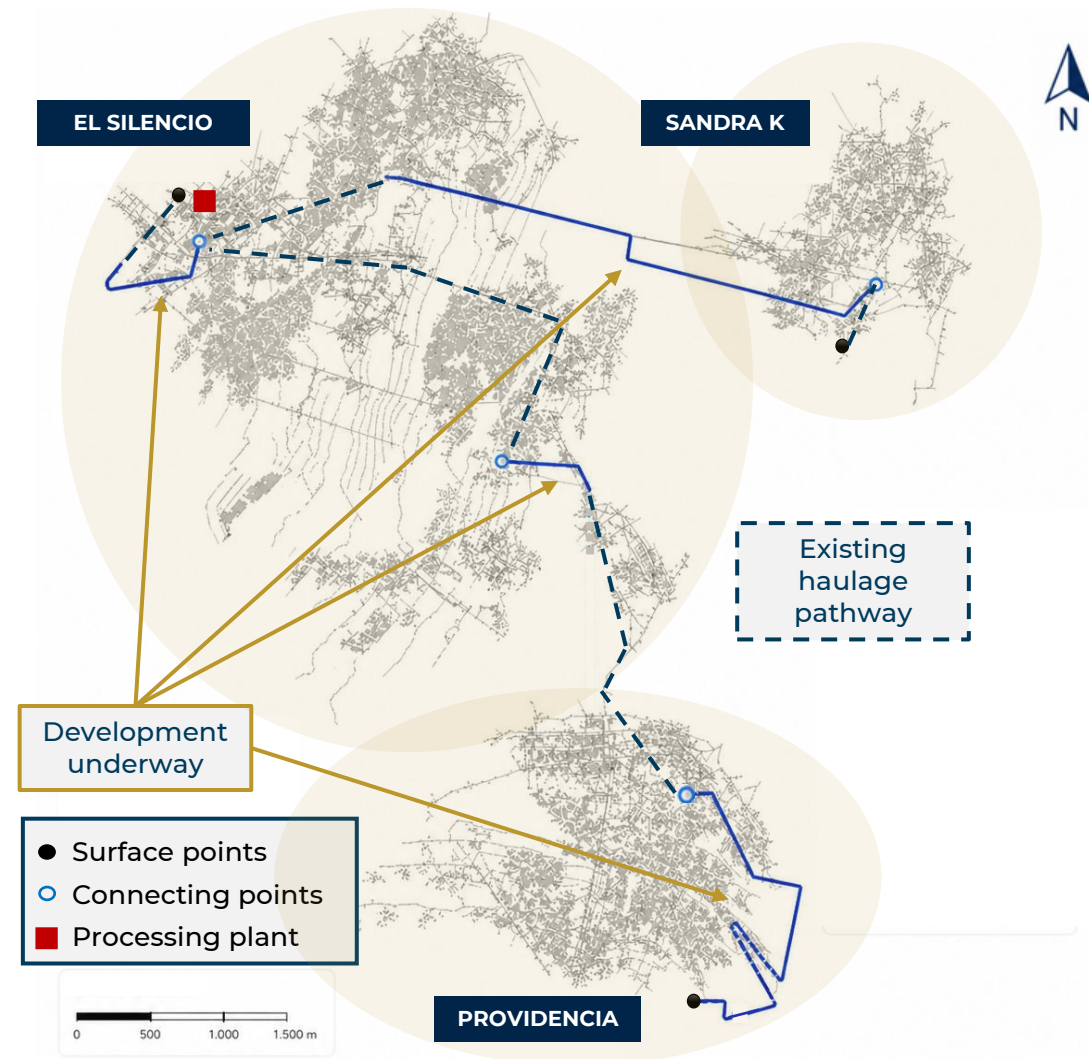 EL SILENCIO
SANDRA K
N
Existing
haulage
pathway
Development
underway
Surface points
Connecting points
Processing plant
PROVIDENCIA
0 500 1.000 1.500 m